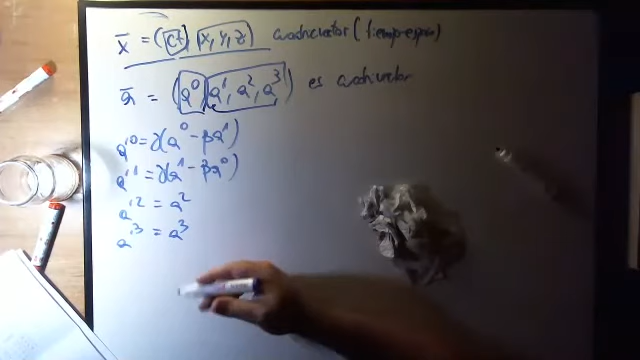 x̄ = (ct, x, y, z) cuadrivector (tiempo espacio)
ā = (a⁰, a¹, a², a³) es cuadrivector
a'⁰ = γ(a⁰ - βa¹)
a'¹ = γ(a¹ - βa⁰)
a'² = a²
a'³ = a³